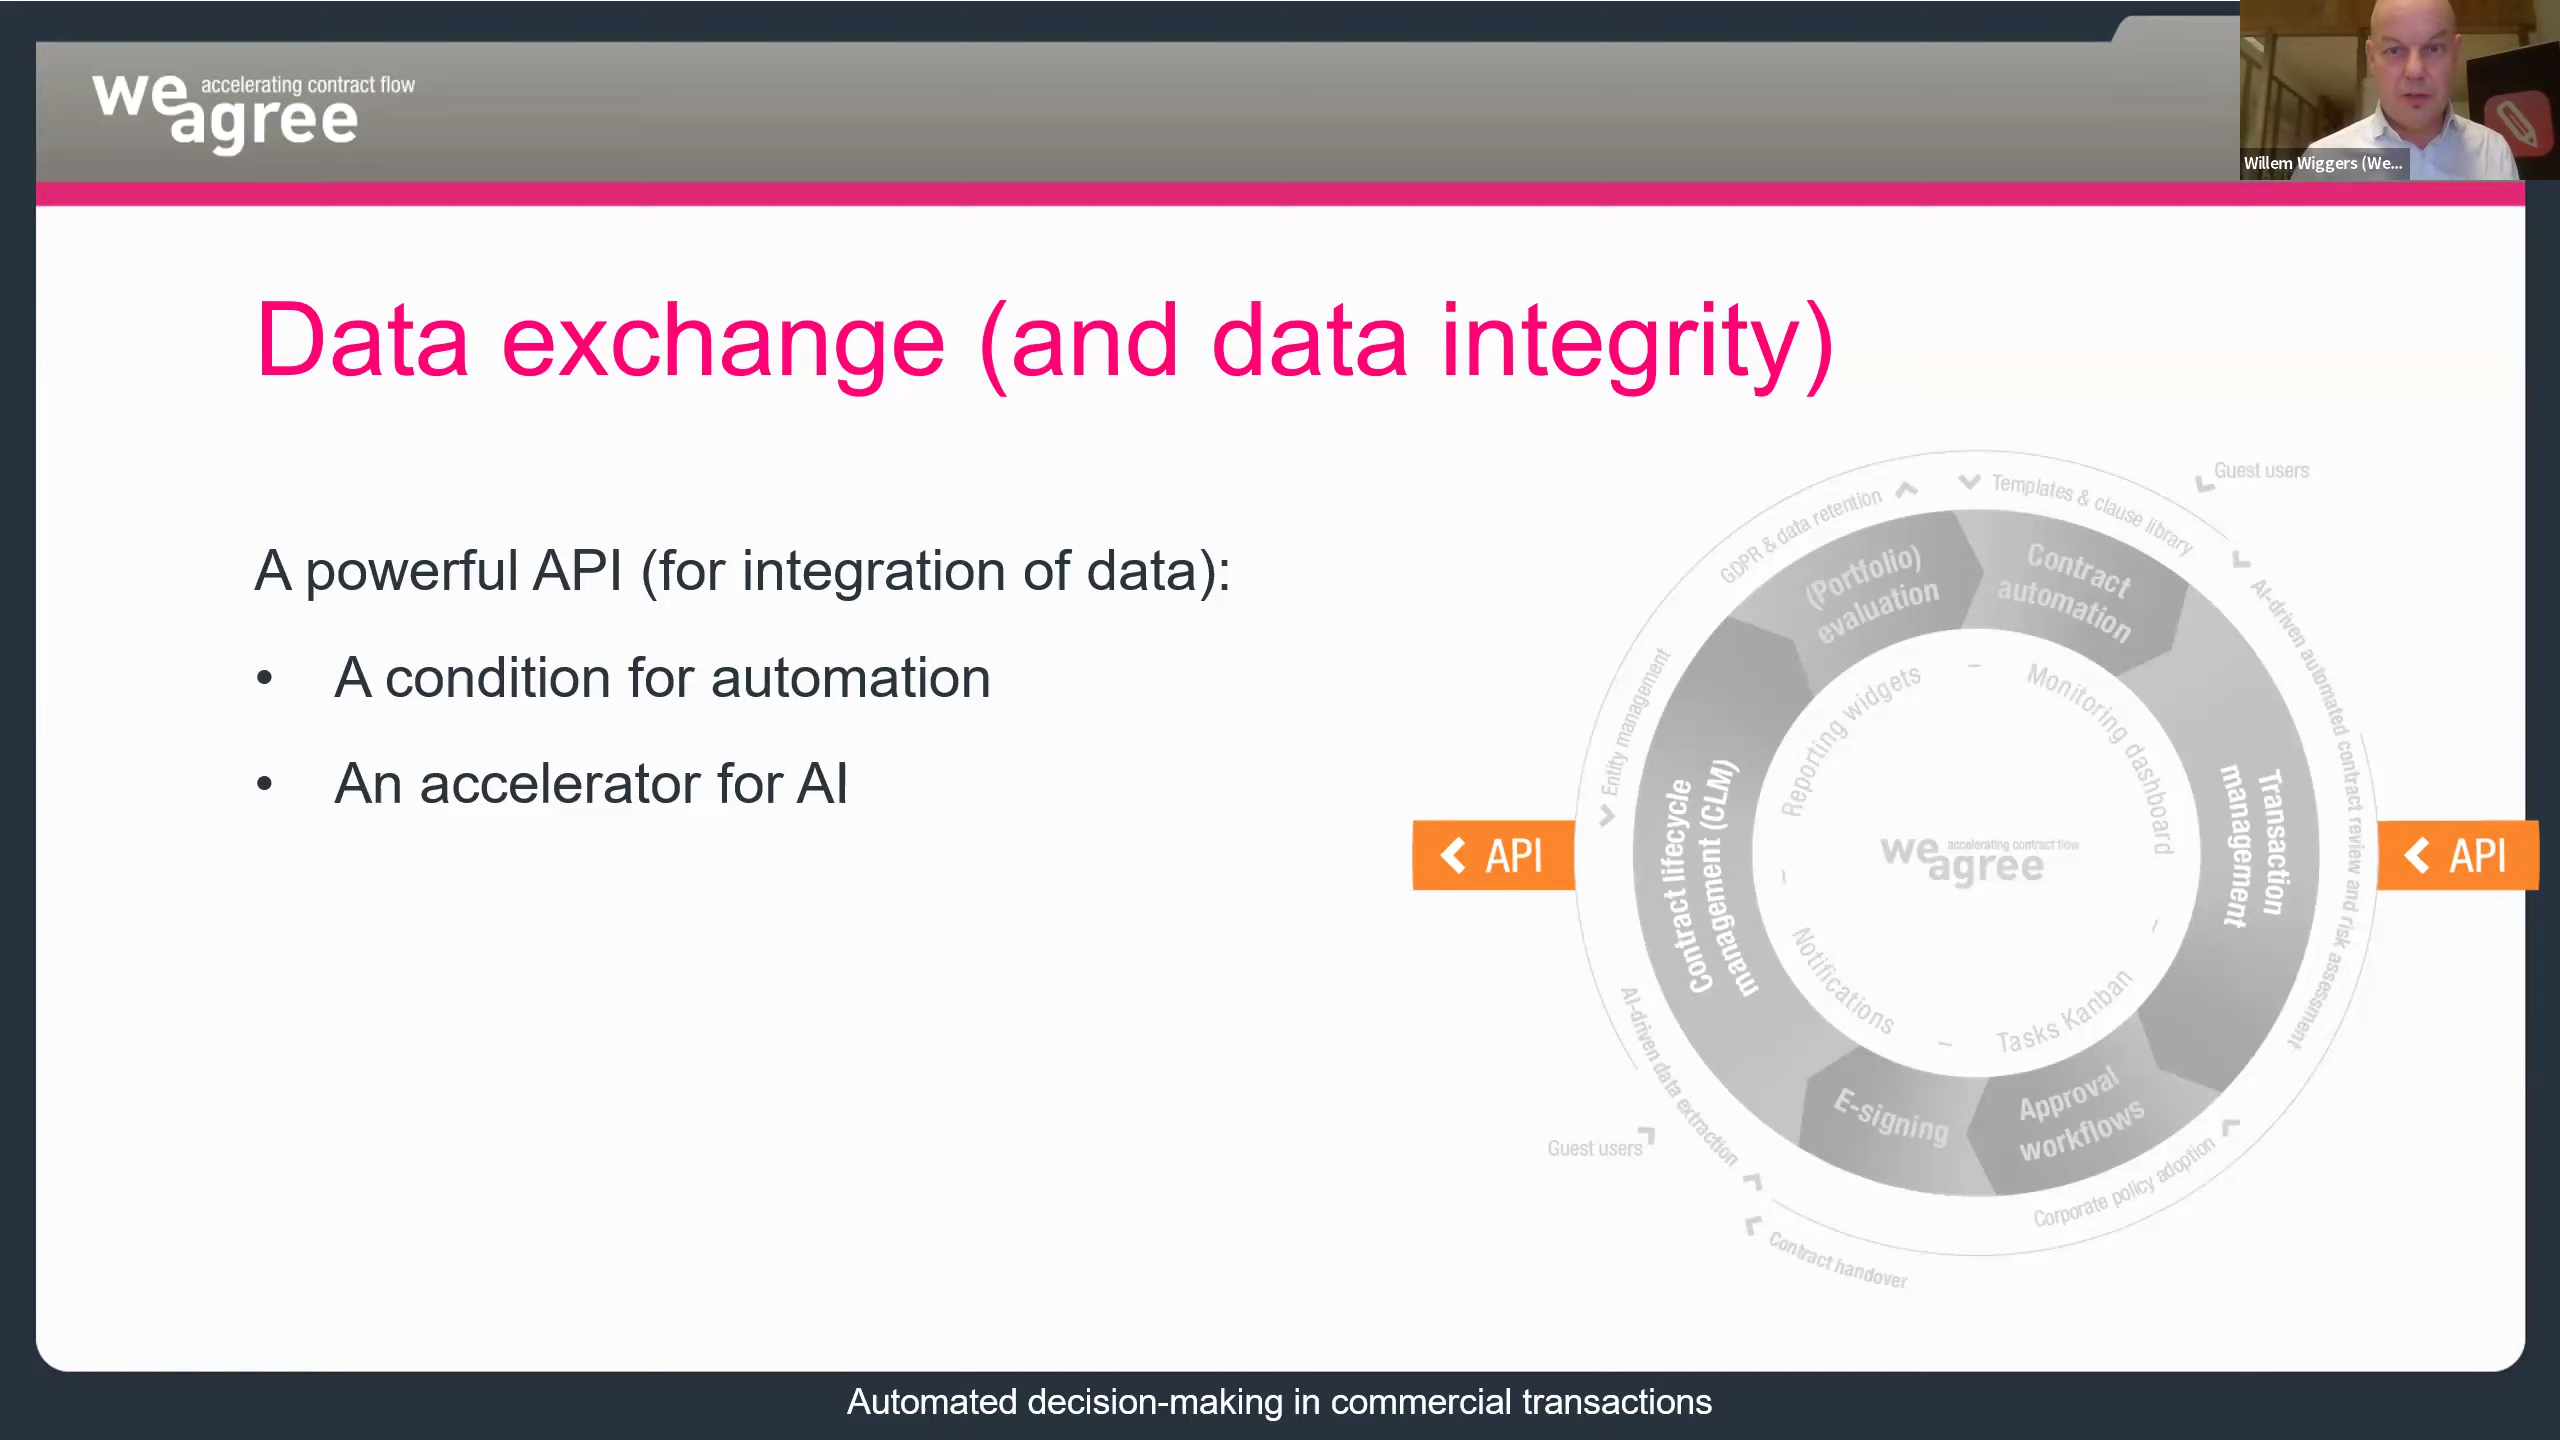 we accelerating contract flow
agree
Willem Wiggers (We...
Data exchange (and data integrity)
A powerful API (for integration of data):
• A condition for automation
• An accelerator for AI
Guest users
Templates & clause library
GDPR & data retention
AI-driven automated contract review and risk assessment
Entity management
(Portfolio)
evaluation
Contract
automation
Transaction
management
Contract lifecycle
management (CLM)
Reporting widgets
–
Monitoring dashboard
–
Notifications
–
Tasks Kanban
–
we accelerating contract flow
agree
API
API
E-signing
Approval
workflows
AI-driven data extraction
Guest users
Corporate policy adoption
Contract handover
Automated decision-making in commercial transactions